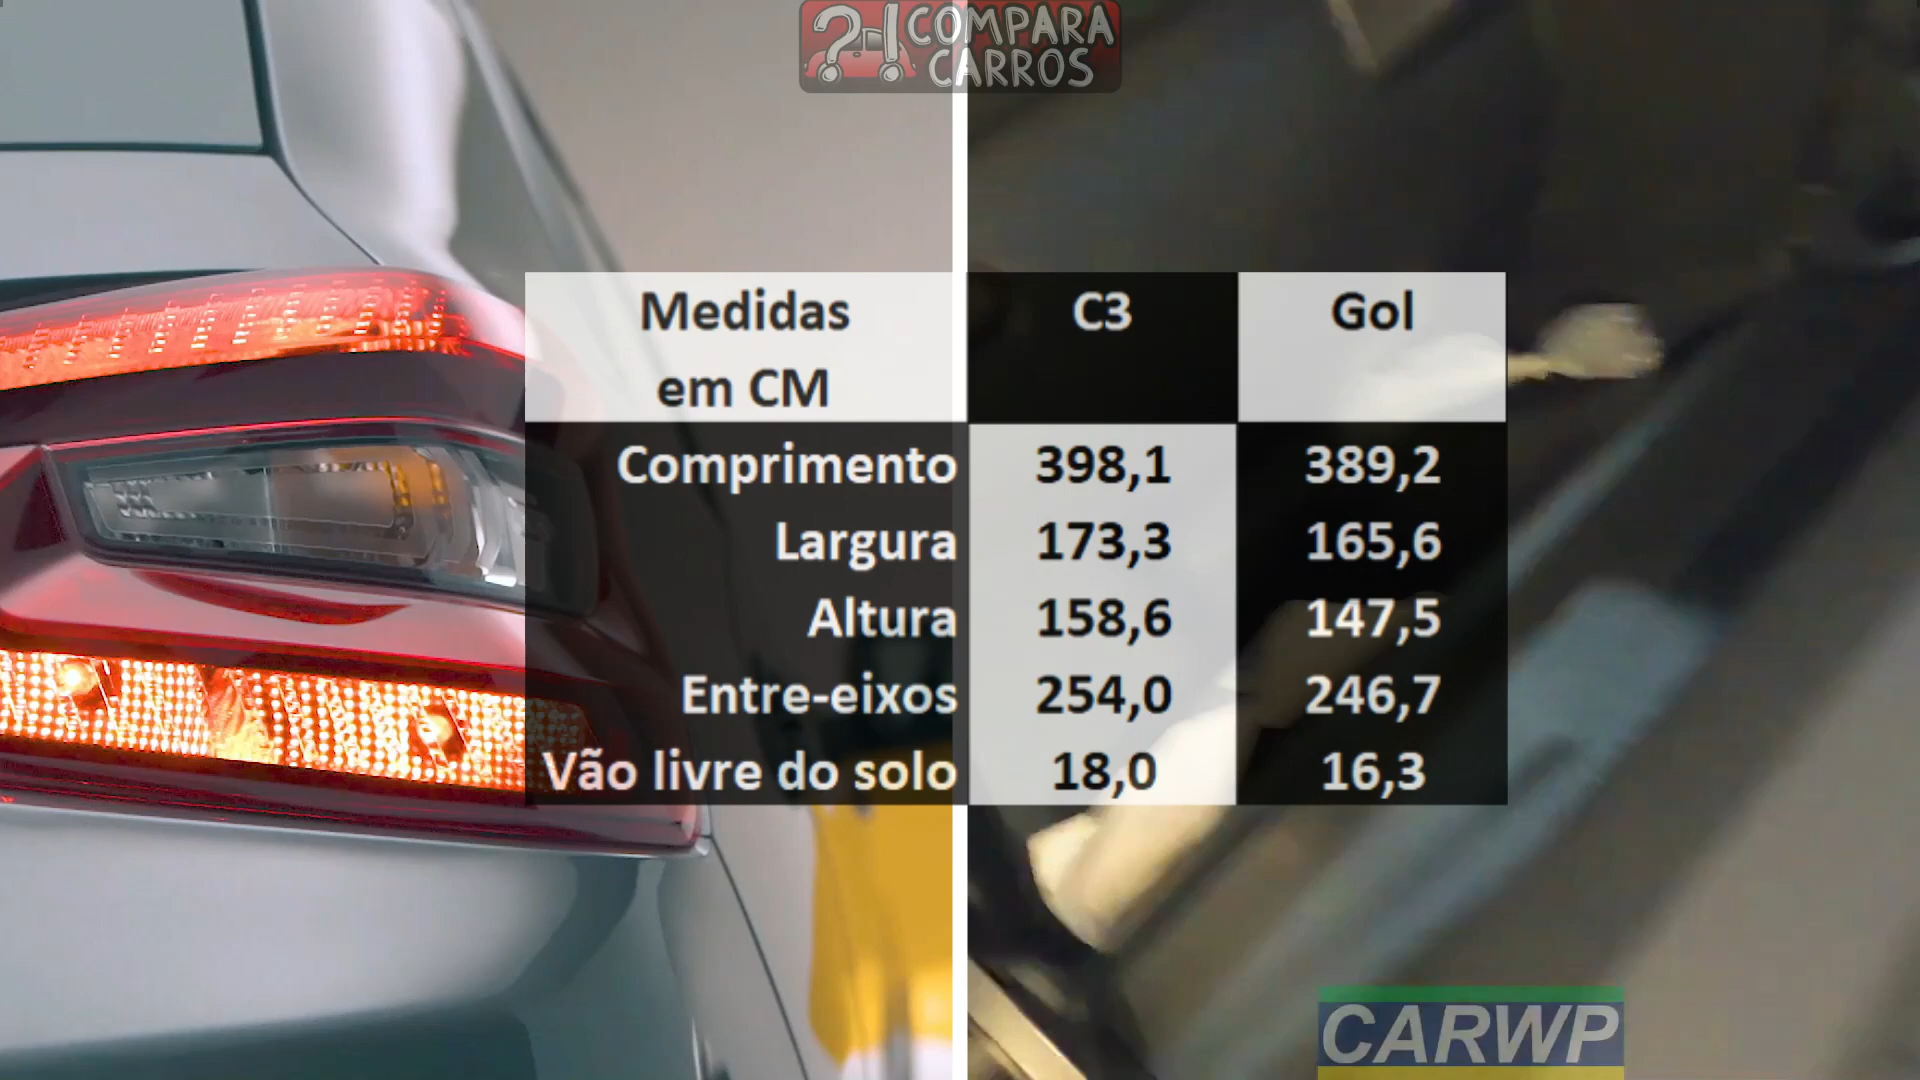 ?! COMPARA
CARROS
Medidas C3 Gol
em CM
Comprimento 398,1 389,2
Largura 173,3 165,6
Altura 158,6 147,5
Entre-eixos 254,0 246,7
Vão livre do solo 18,0 16,3
CARWP